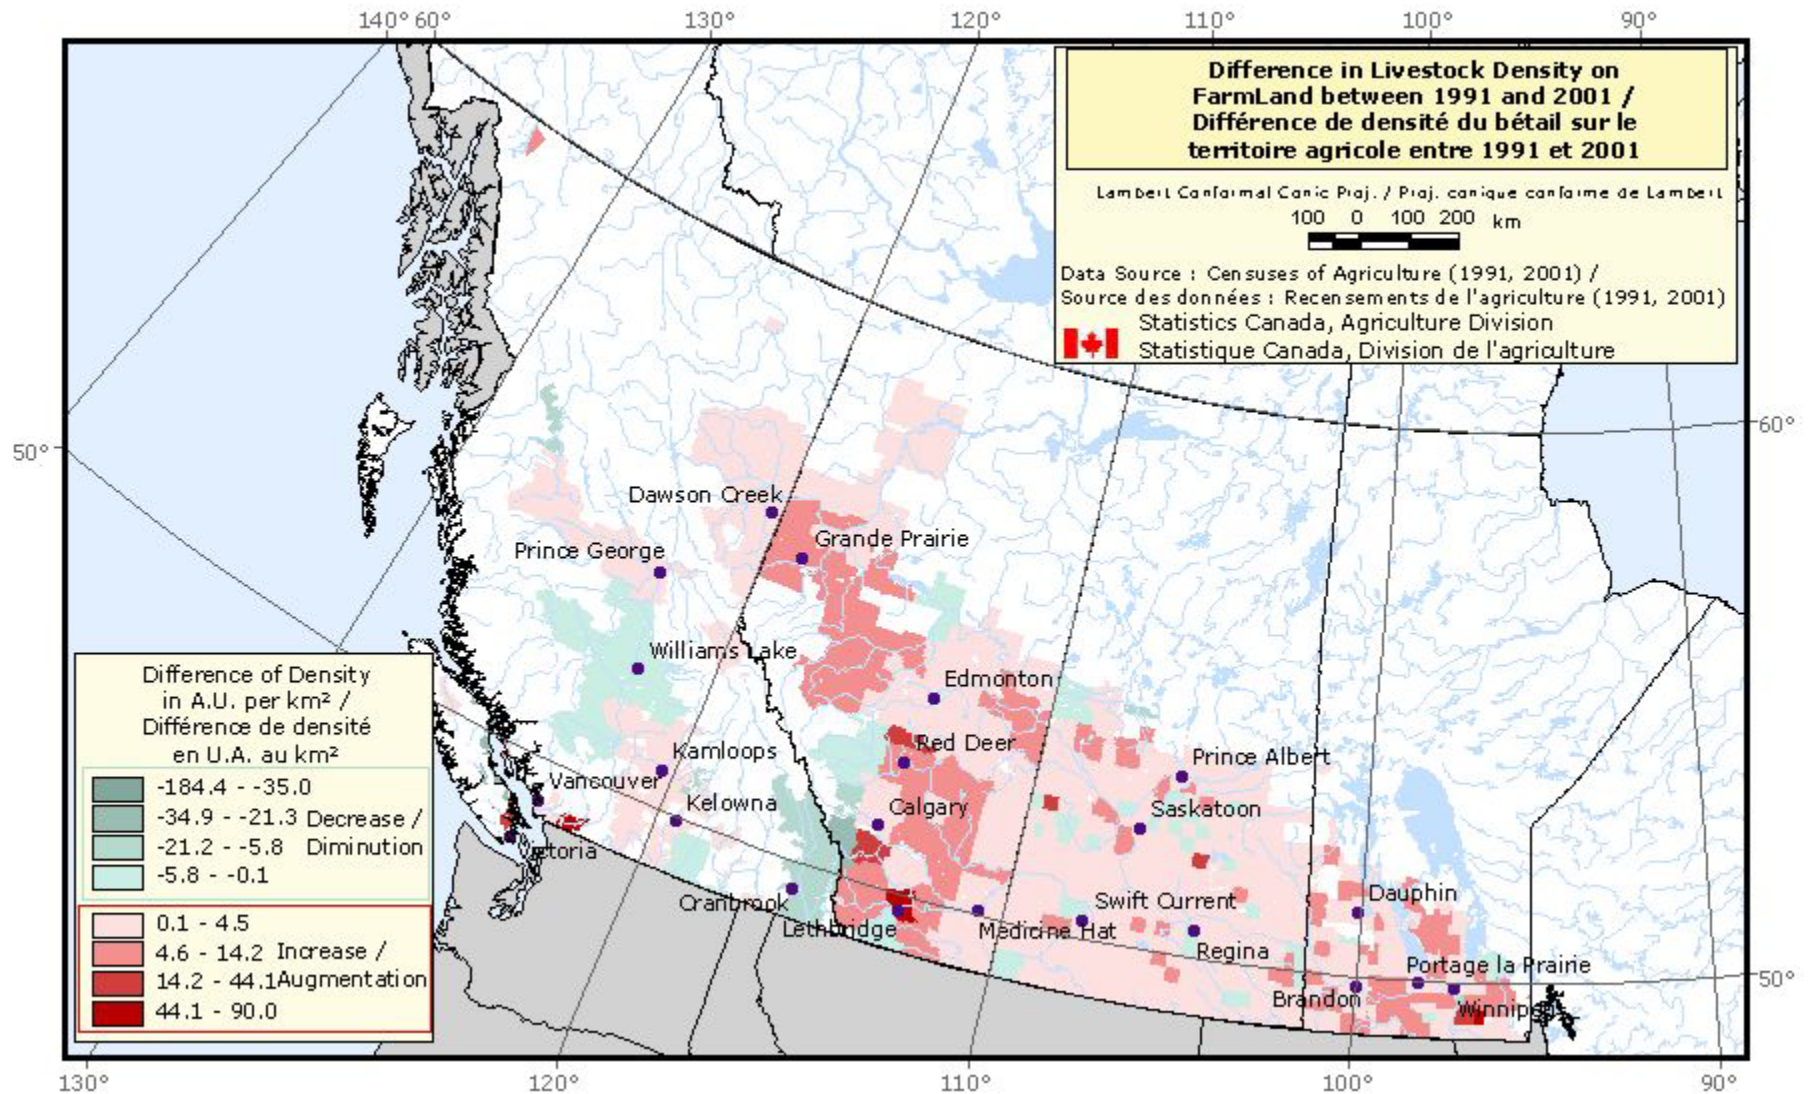 140° 60° 130° 120° 110° 100° 90°
Difference in Livestock Density on
FarmLand between 1991 and 2001 /
Différence de densité du bétail sur le
territoire agricole entre 1991 et 2001
Lambert Conformal Conic Proj. / Proj. conique conforme de Lambert
100 0 100 200 km
Data Source : Censuses of Agriculture (1991, 2001) /
Source des données : Recensements de l'agriculture (1991, 2001)
Statistics Canada, Agriculture Division
Statistique Canada, Division de l'agriculture
50°
60°
Dawson Creek
Grande Prairie
Prince George
Williams Lake
Edmonton
Red Deer
Kamloops
Prince Albert
Vancouver
Kelowna
Calgary
Saskatoon
ctoria
Cranbrook
Lethbridge
Medicine Hat
Swift Current
Regina
Dauphin
Portage la Prairie
Brandon
Winnipeg
50°
Difference of Density
in A.U. per km² /
Différence de densité
en U.A. au km²
-184.4 - -35.0
-34.9 - -21.3 Decrease /
-21.2 - -5.8 Diminution
-5.8 - -0.1
0.1 - 4.5
4.6 - 14.2 Increase /
14.2 - 44.1 Augmentation
44.1 - 90.0
130° 120° 110° 100° 90°